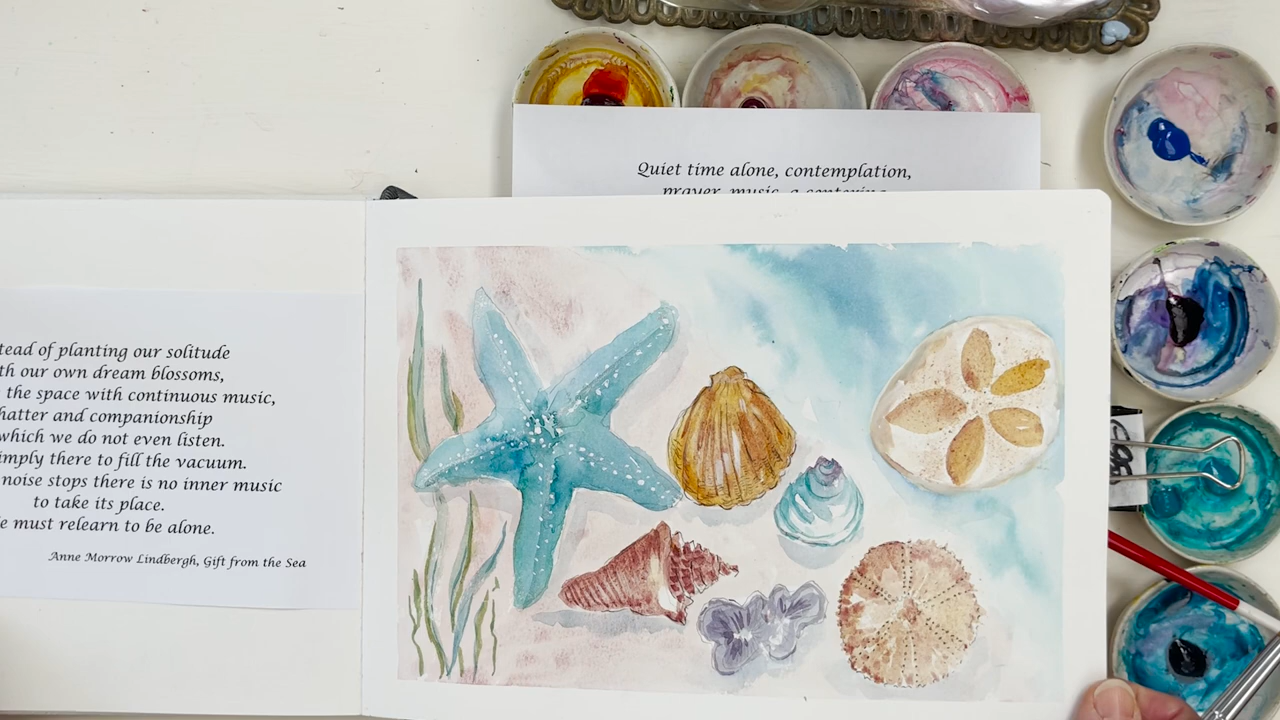 Quiet time alone, contemplation,
prayer, music, a centering
tead of planting our solitude
th our own dream blossoms,
the space with continuous music,
hatter and companionship
which we do not even listen.
imply there to fill the vacuum.
noise stops there is no inner music
to take its place.
e must relearn to be alone.
Anne Morrow Lindbergh, Gift from the Sea